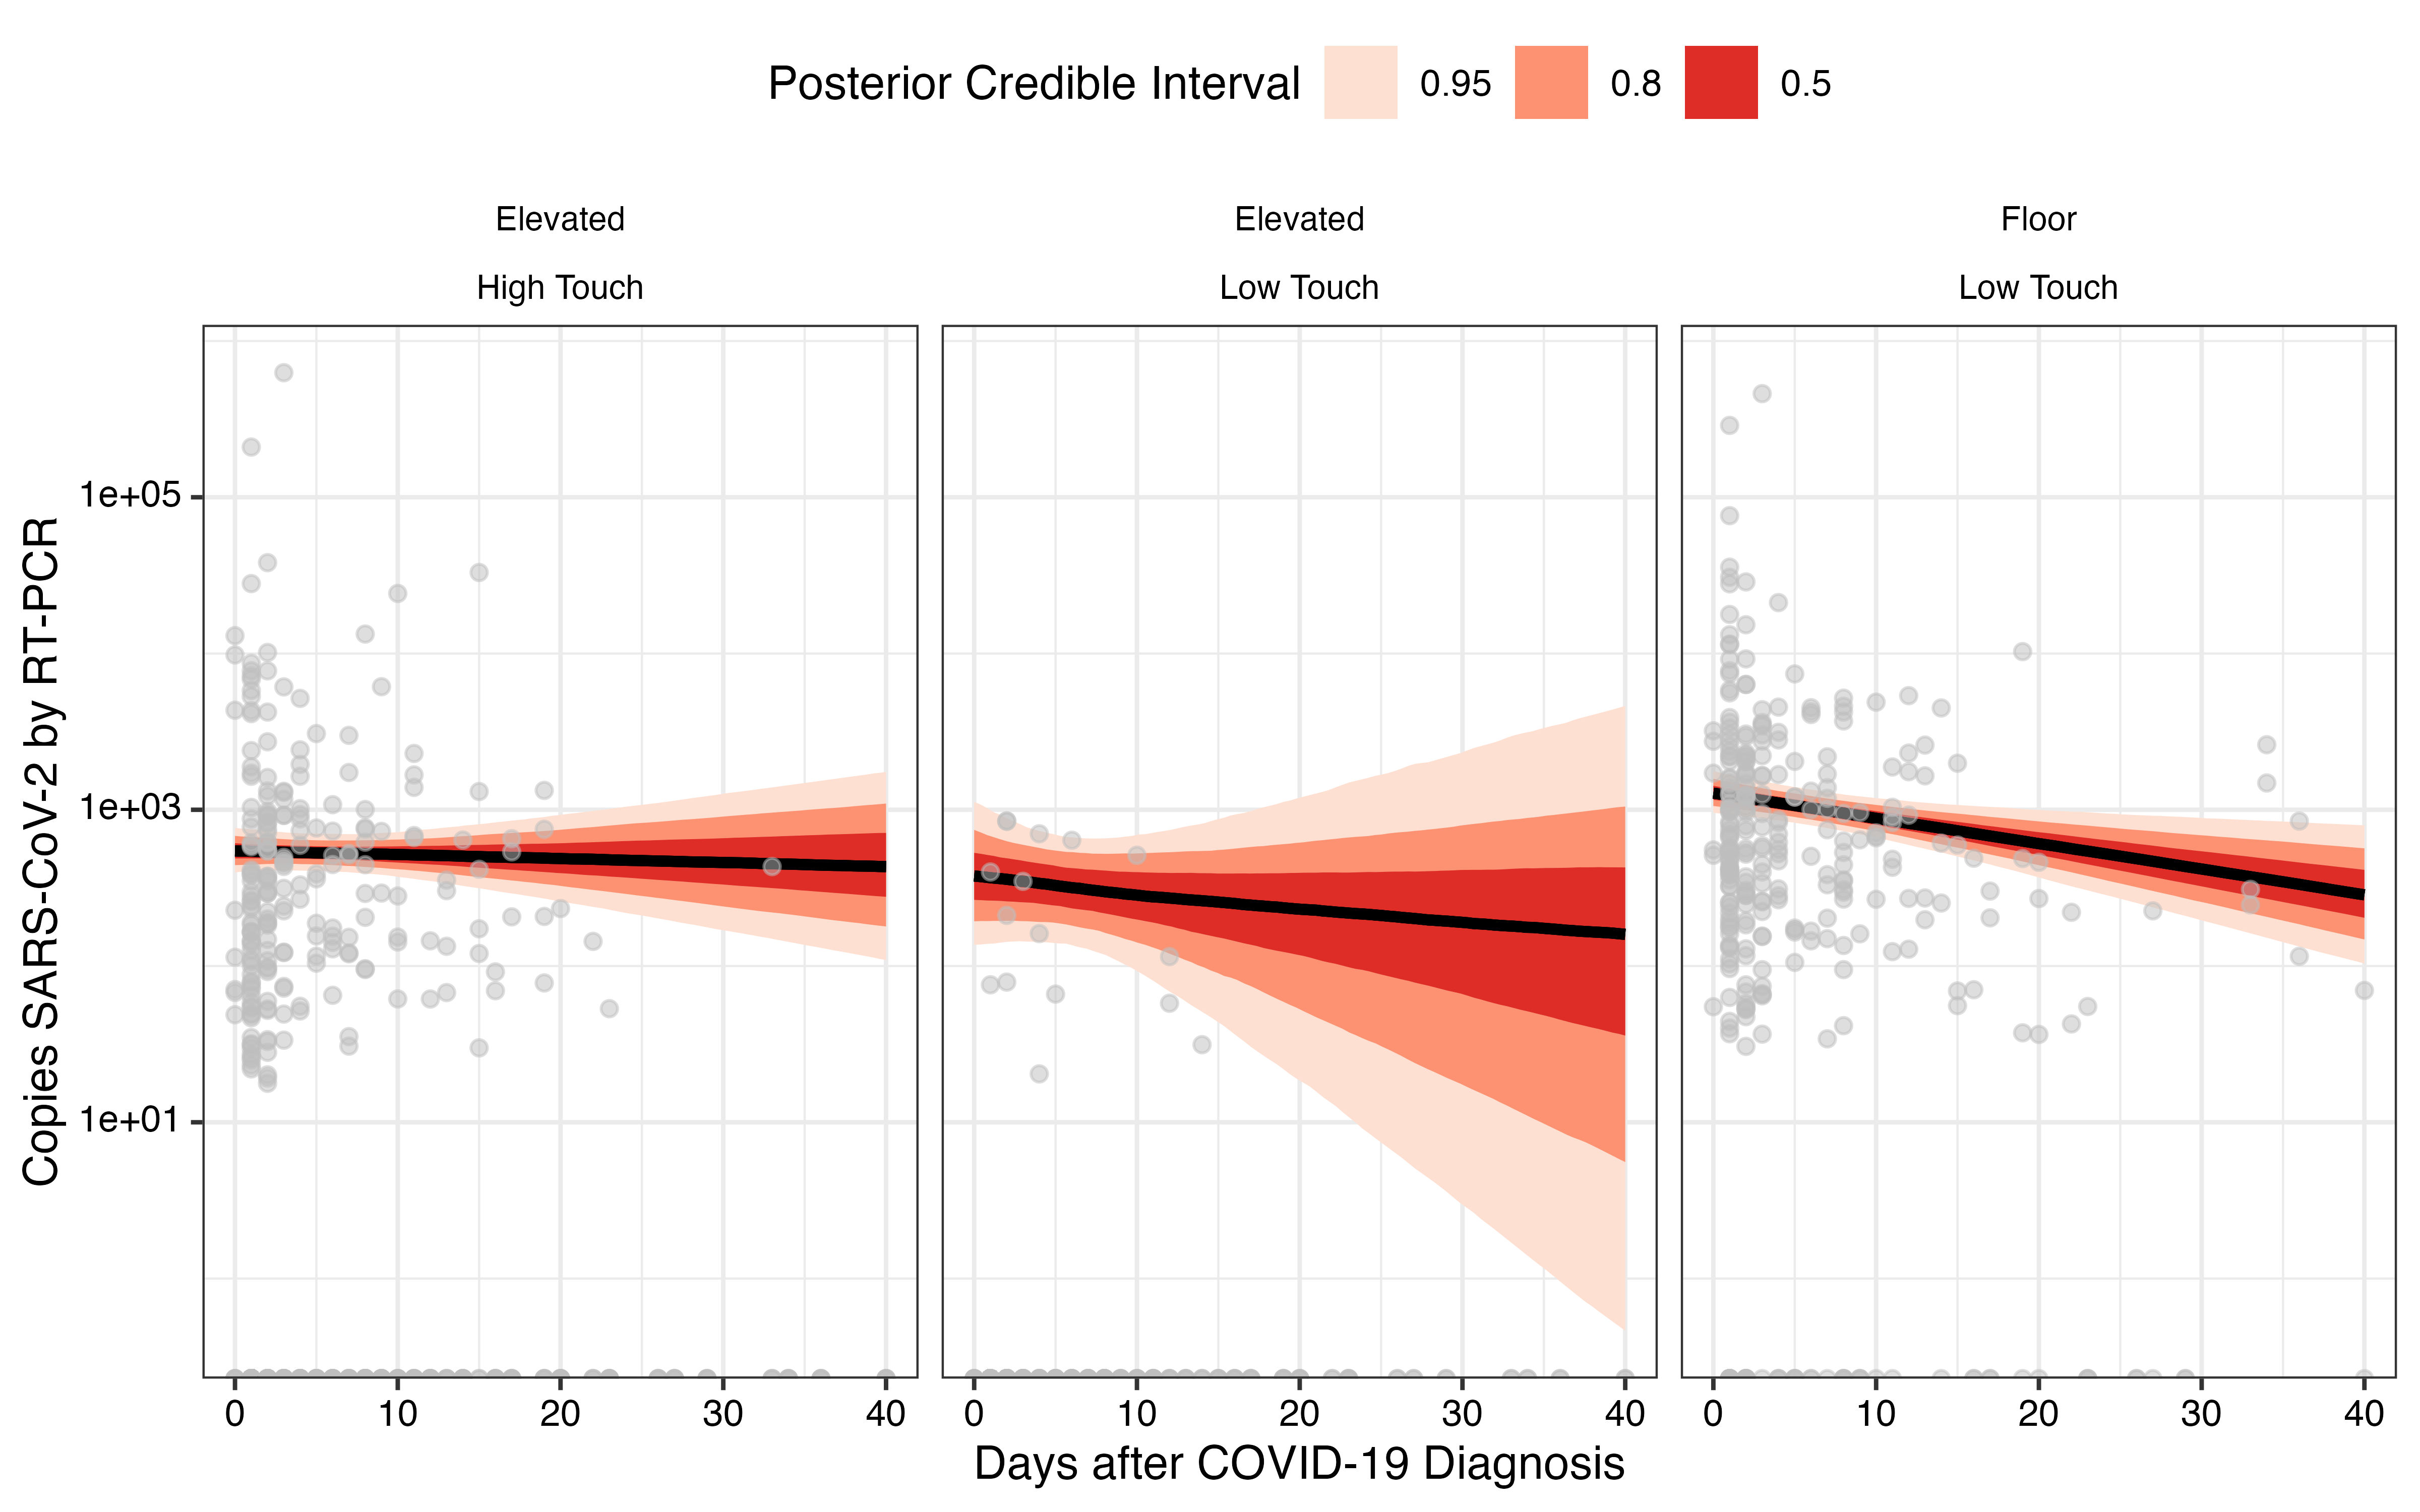 Posterior Credible Interval 0.95 0.8 0.5
Elevated Elevated Floor
High Touch Low Touch Low Touch
Copies SARS-CoV-2 by RT-PCR
1e+05
1e+03
1e+01
0 10 20 30 40 0 10 20 30 40 0 10 20 30 40
Days after COVID-19 Diagnosis